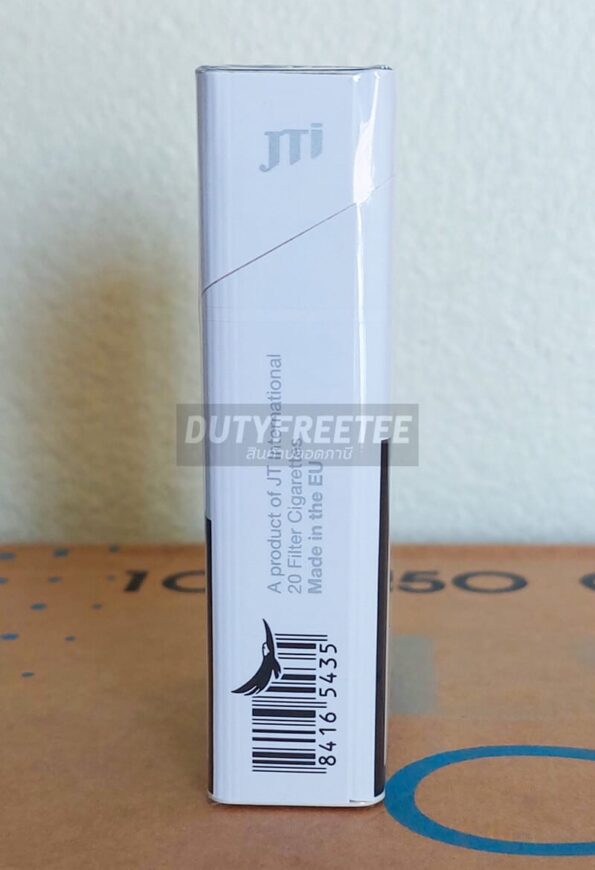 JTi
A product of JT International
20 Filter Cigarettes
Made in the EU
DUTYFREETEE
สินค้าปลอดภาษี
8416 5435